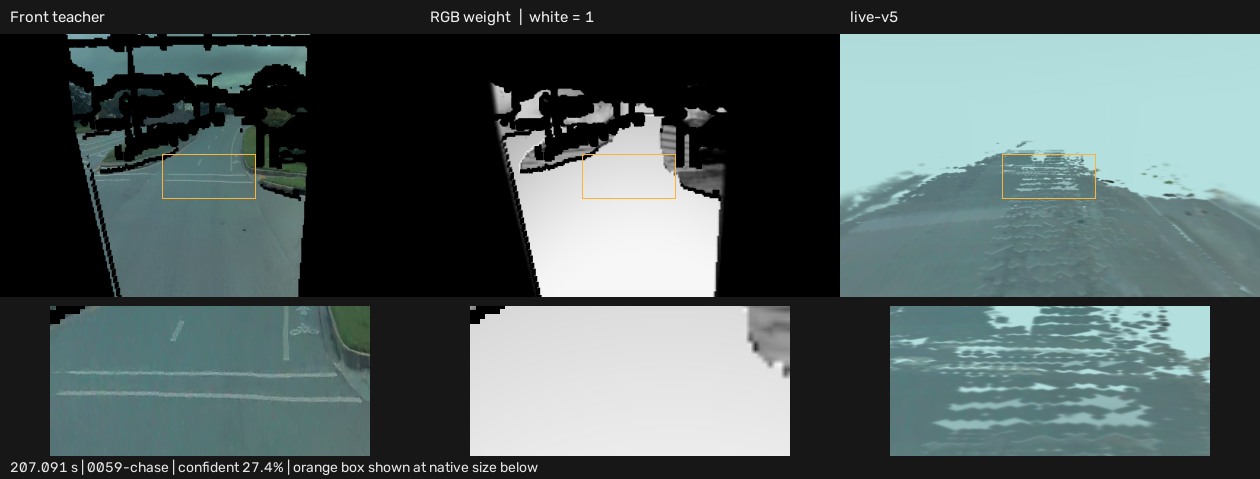 Front teacher
RGB weight | white = 1
live-v5
207.091 s | 0059-chase | confident 27.4% | orange box shown at native size below